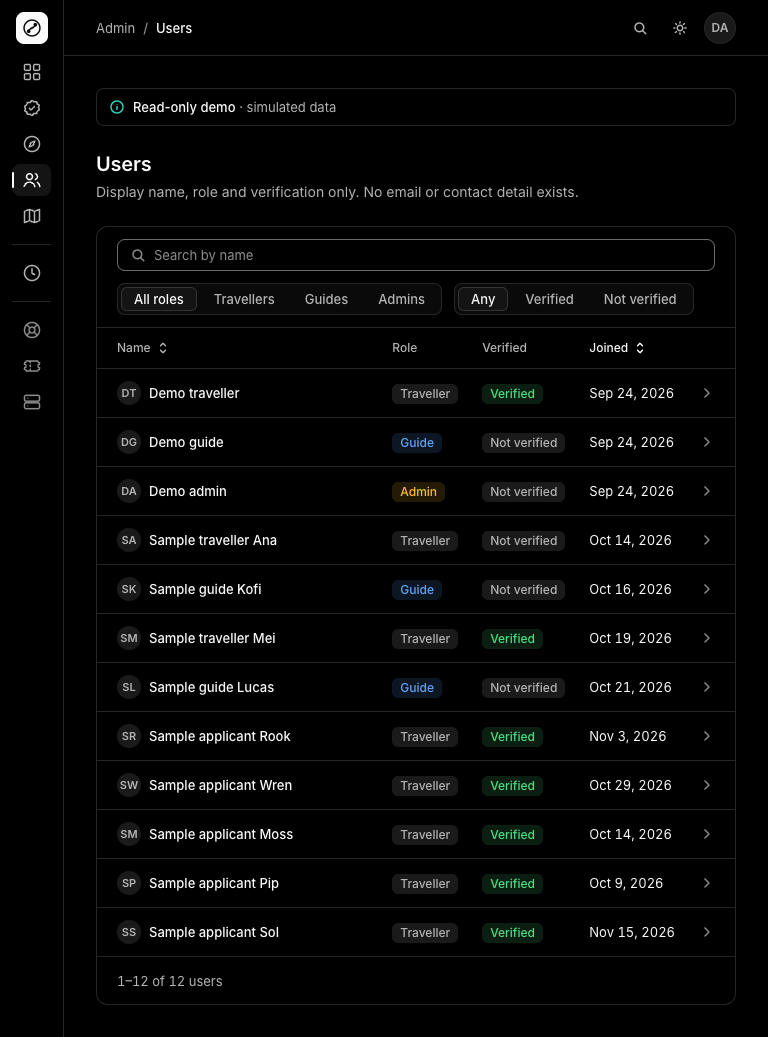 Admin / Users
DA
Read-only demo · simulated data
Users
Display name, role and verification only. No email or contact detail exists.
Search by name
All roles Travellers Guides Admins Any Verified Not verified
Name Role Verified Joined
DT Demo traveller Traveller Verified Sep 24, 2026
DG Demo guide Guide Not verified Sep 24, 2026
DA Demo admin Admin Not verified Sep 24, 2026
SA Sample traveller Ana Traveller Not verified Oct 14, 2026
SK Sample guide Kofi Guide Not verified Oct 16, 2026
SM Sample traveller Mei Traveller Verified Oct 19, 2026
SL Sample guide Lucas Guide Not verified Oct 21, 2026
SR Sample applicant Rook Traveller Verified Nov 3, 2026
SW Sample applicant Wren Traveller Verified Oct 29, 2026
SM Sample applicant Moss Traveller Verified Oct 14, 2026
SP Sample applicant Pip Traveller Verified Oct 9, 2026
SS Sample applicant Sol Traveller Verified Nov 15, 2026
1–12 of 12 users